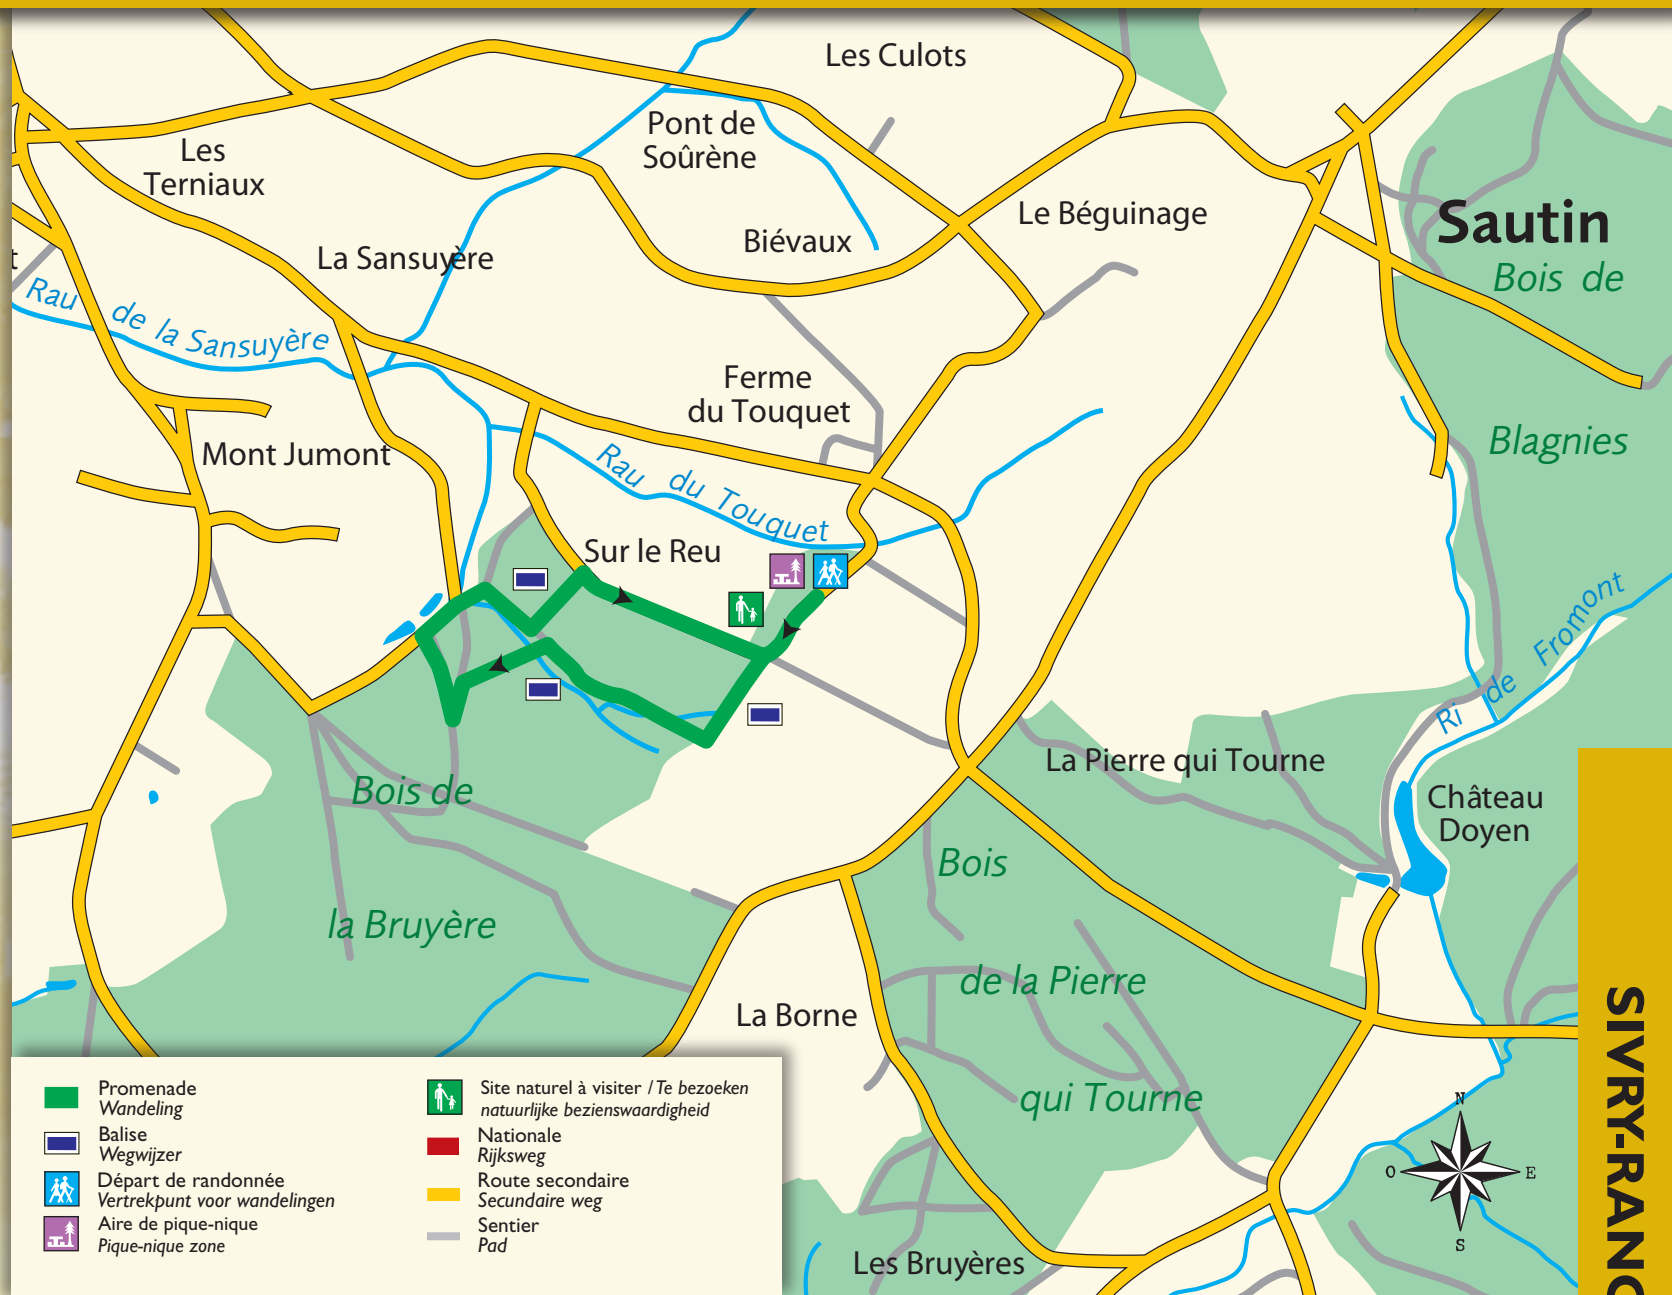 Les Culots
Pont de
Soûrène
Les
Terniaux
Le Béguinage
Sautin
Biévaux
La Sansuyère
t
Bois de
Rau de la Sansuyère
Ferme
du Touquet
Mont Jumont
Blagnies
Rau du Touquet
Sur le Reu
Ri de Fromont
La Pierre qui Tourne
Bois de
Château
Doyen
Bois
la Bruyère
de la Pierre
La Borne
qui Tourne
Les Bruyères
N
O
E
S
SIVRY-RANC
Promenade
Wandeling
Balise
Wegwijzer
Départ de randonnée
Vertrekpunt voor wandelingen
Aire de pique-nique
Pique-nique zone
Site naturel à visiter / Te bezoeken
natuurlijke bezienswaardigheid
Nationale
Rijksweg
Route secondaire
Secundaire weg
Sentier
Pad